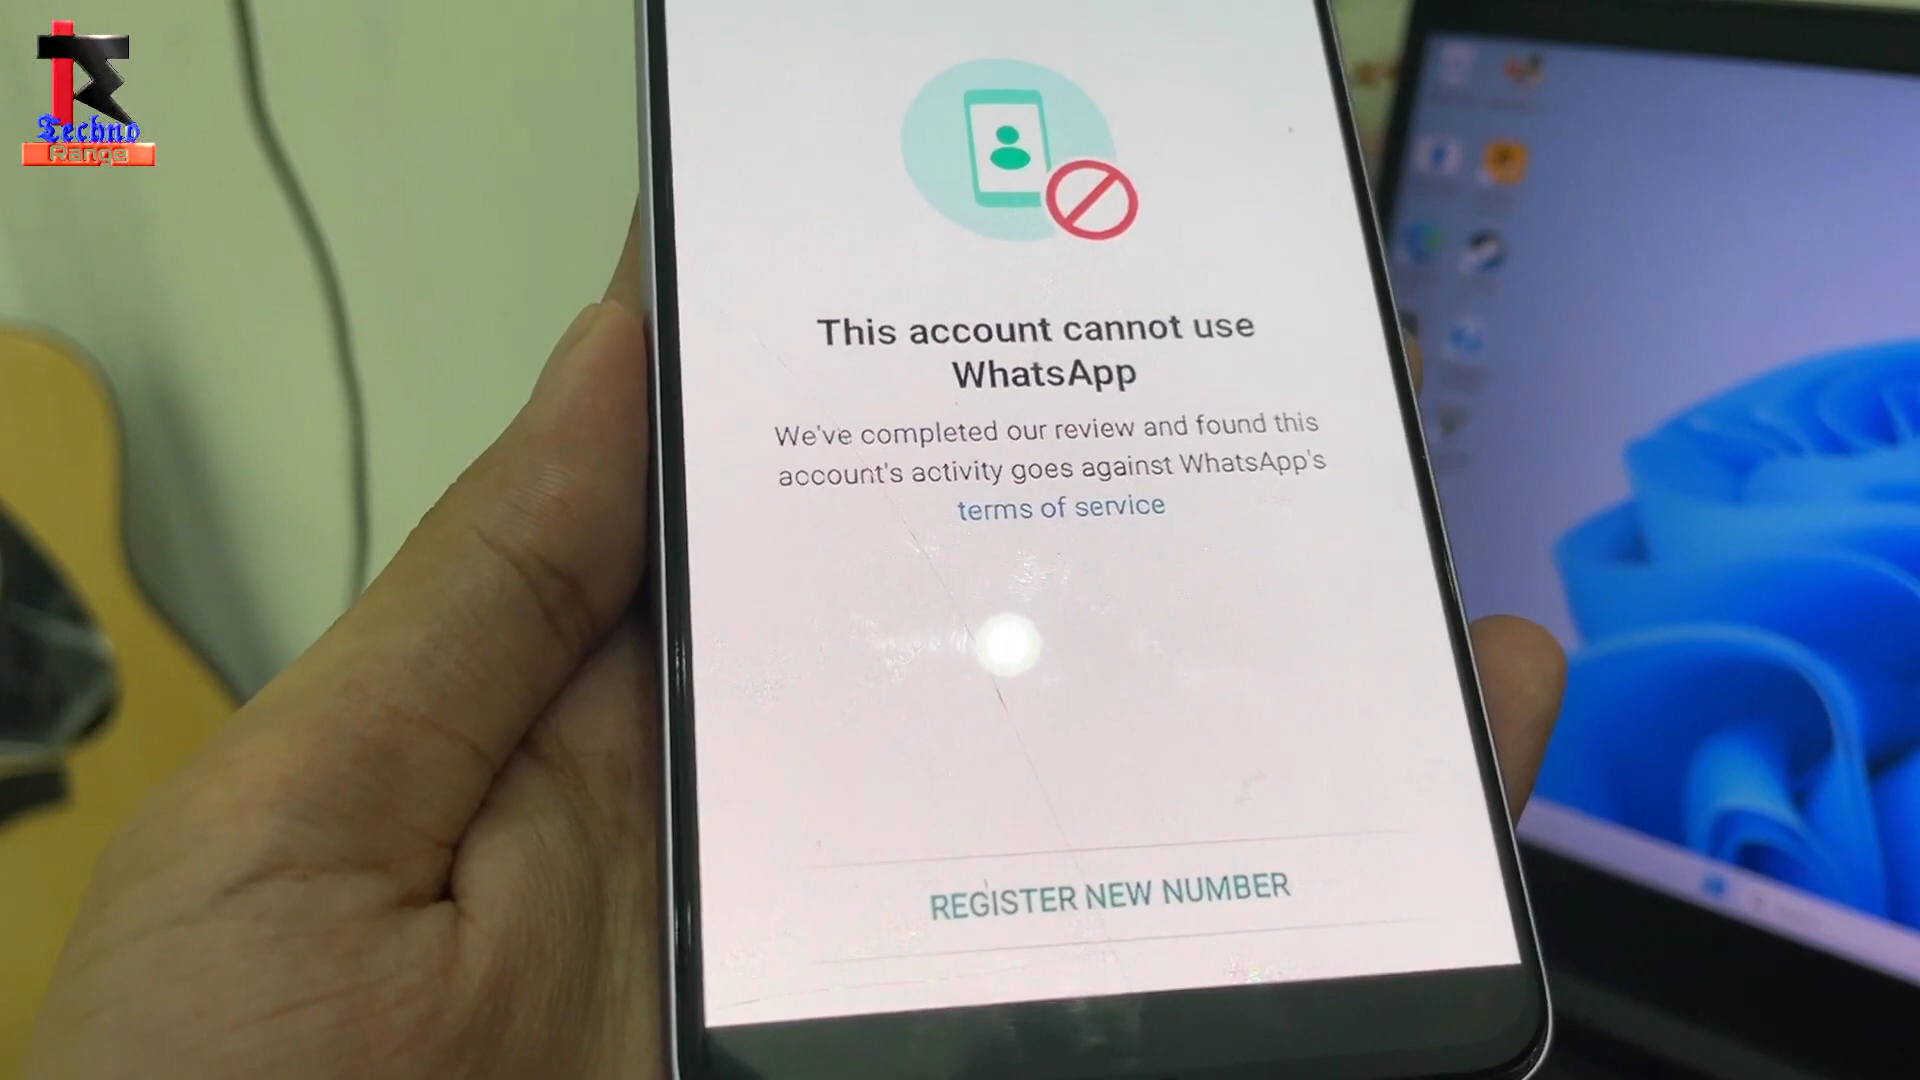 Techno
Range
This account cannot use
WhatsApp
We've completed our review and found this
account's activity goes against WhatsApp's
terms of service
REGISTER NEW NUMBER